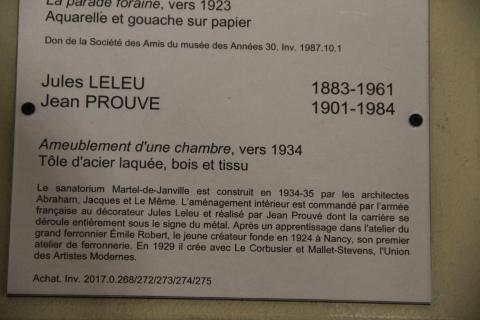 La parade foraine, vers 1923
Aquarelle et gouache sur papier
Don de la Société des Amis du musée des Années 30. Inv. 1987.10.1
Jules LELEU 1883-1961
Jean PROUVE 1901-1984
Ameublement d'une chambre, vers 1934
Tôle d'acier laquée, bois et tissu
Le sanatorium Martel-de-Janville est construit en 1934-35 par les architectes
Abraham, Jacques et Le Même. L'aménagement intérieur est commandé par l'armée
française au décorateur Jules Leleu et réalisé par Jean Prouvé dont la carrière se
déroule entièrement sous le signe du métal. Après un apprentissage dans l'atelier du
grand ferronnier Émile Robert, le jeune créateur fonde en 1924 à Nancy, son premier
atelier de ferronnerie. En 1929 il crée avec Le Corbusier et Mallet-Stevens, l'Union
des Artistes Modernes.
Achat. Inv. 2017.0.268/272/273/274/275